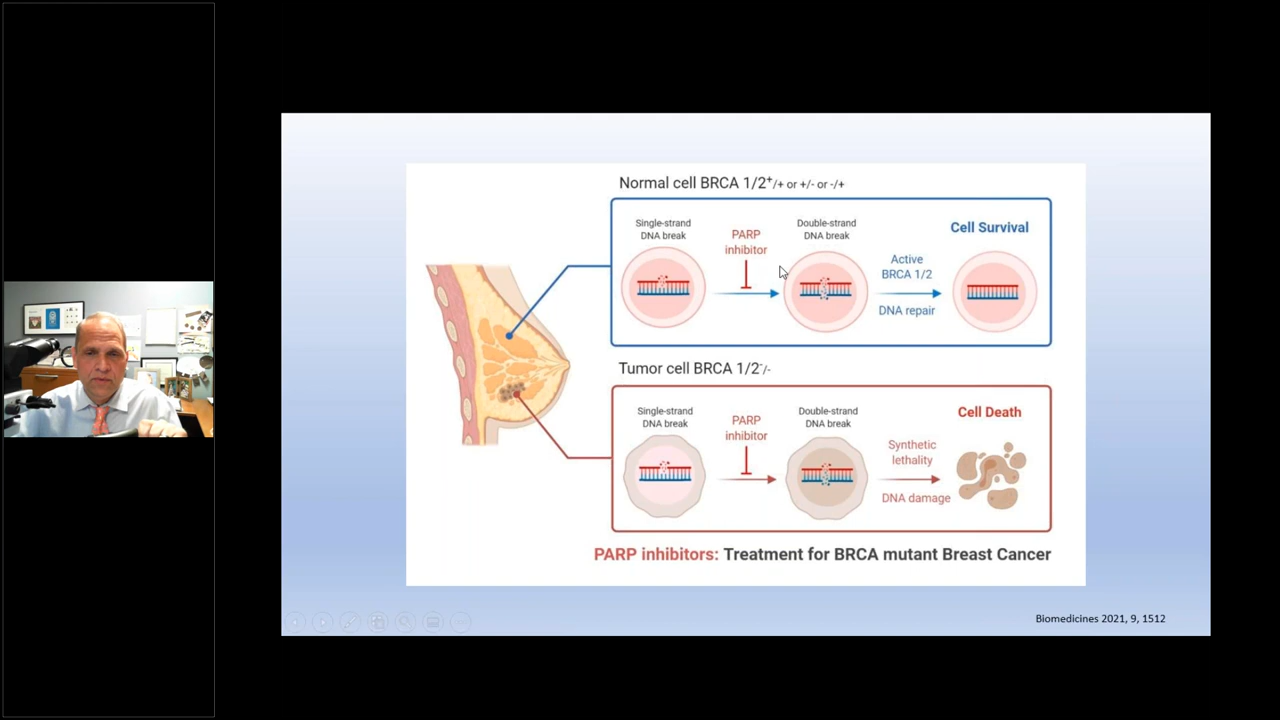 Normal cell BRCA 1/2⁺/+ or +/- or -/+
Single-strand
DNA break
PARP
inhibitor
Double-strand
DNA break
Active
BRCA 1/2
DNA repair
Cell Survival
Tumor cell BRCA 1/2⁻/-
Single-strand
DNA break
PARP
inhibitor
Double-strand
DNA break
Synthetic
lethality
DNA damage
Cell Death
PARP inhibitors: Treatment for BRCA mutant Breast Cancer
Biomedicines 2021, 9, 1512